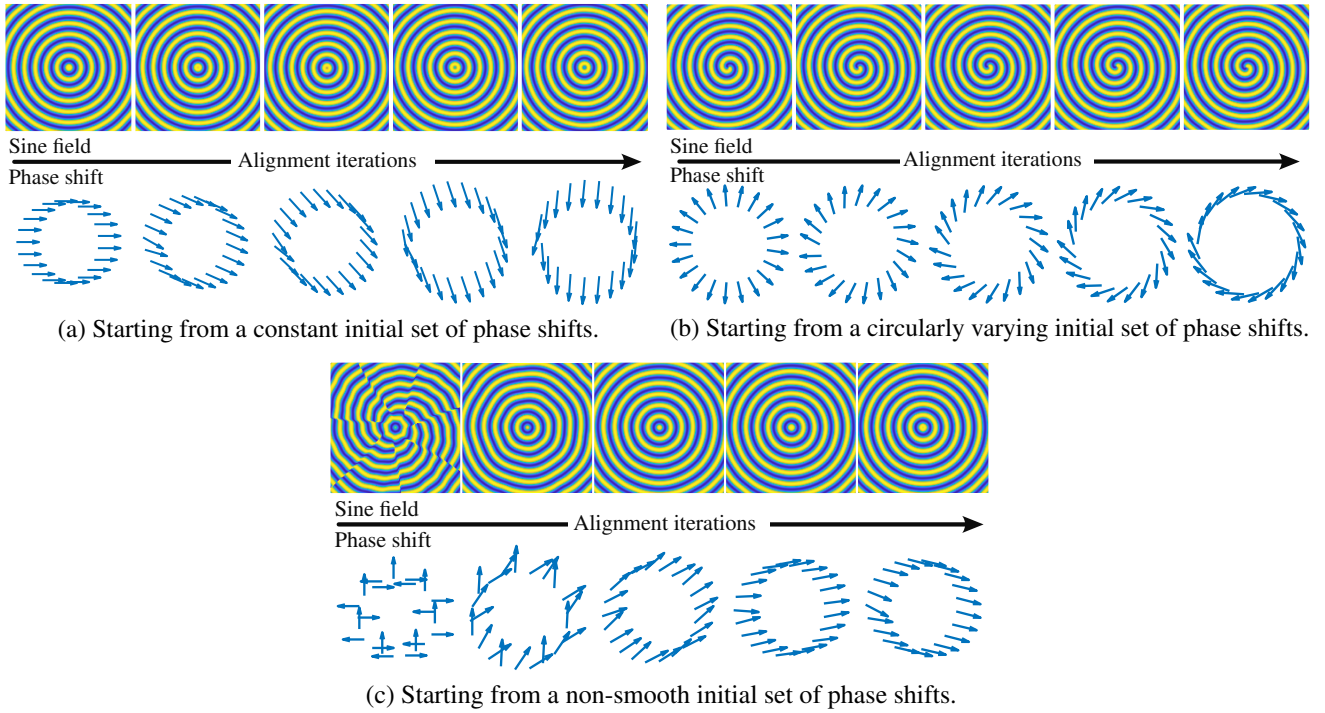 Sine field
Alignment iterations
Phase shift
(a) Starting from a constant initial set of phase shifts.
Sine field
Alignment iterations
Phase shift
(b) Starting from a circularly varying initial set of phase shifts.
Sine field
Alignment iterations
Phase shift
(c) Starting from a non-smooth initial set of phase shifts.